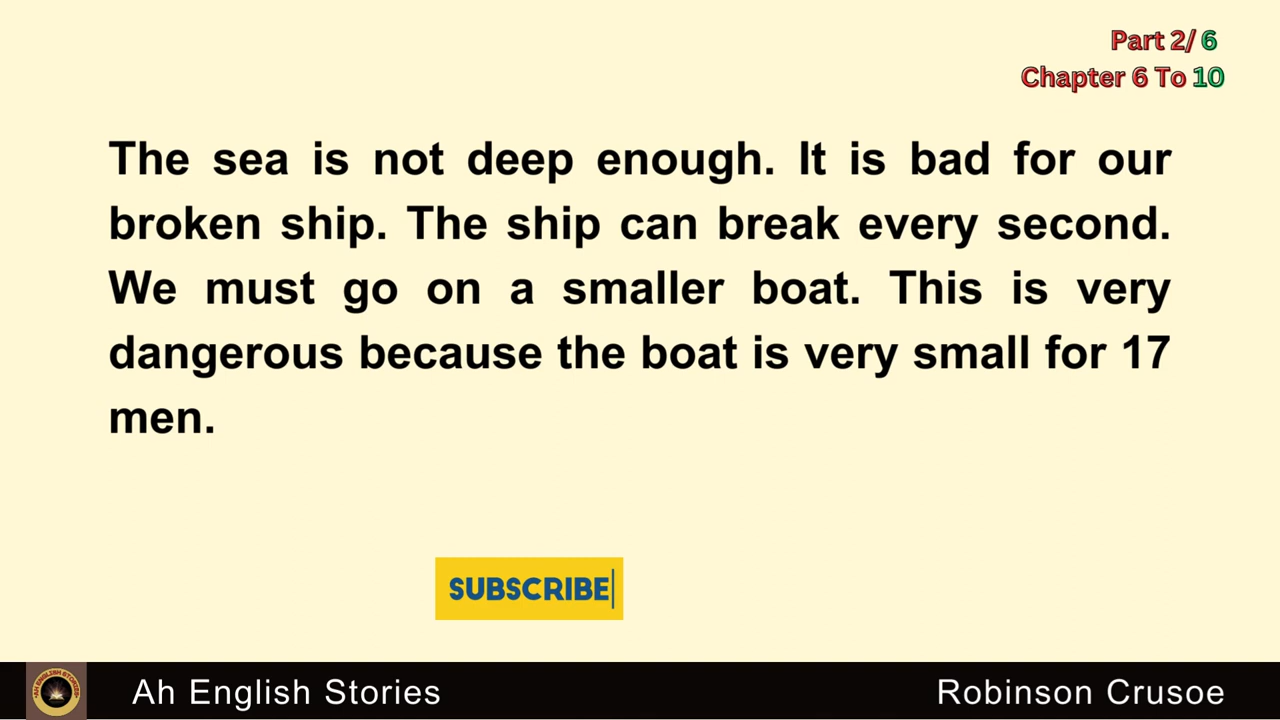 Part 2/ 6
Chapter 6 To 10
The sea is not deep enough. It is bad for our
broken ship. The ship can break every second.
We must go on a smaller boat. This is very
dangerous because the boat is very small for 17
men.
SUBSCRIBE
Ah English Stories
Robinson Crusoe